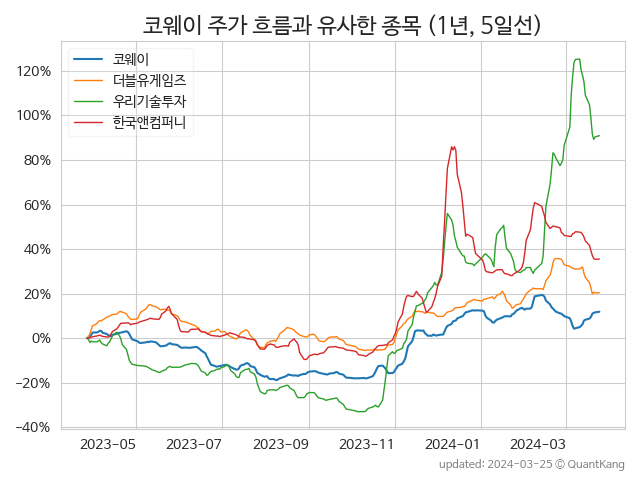 코웨이 주가 흐름과 유사한 종목 (1년, 5일선)
코웨이
더블유게임즈
우리기술투자
한국앤컴퍼니
120%
100%
80%
60%
40%
20%
0%
−20%
−40%
2023-05 2023-07 2023-09 2023-11 2024-01 2024-03
updated: 2024-03-25 © QuantKang